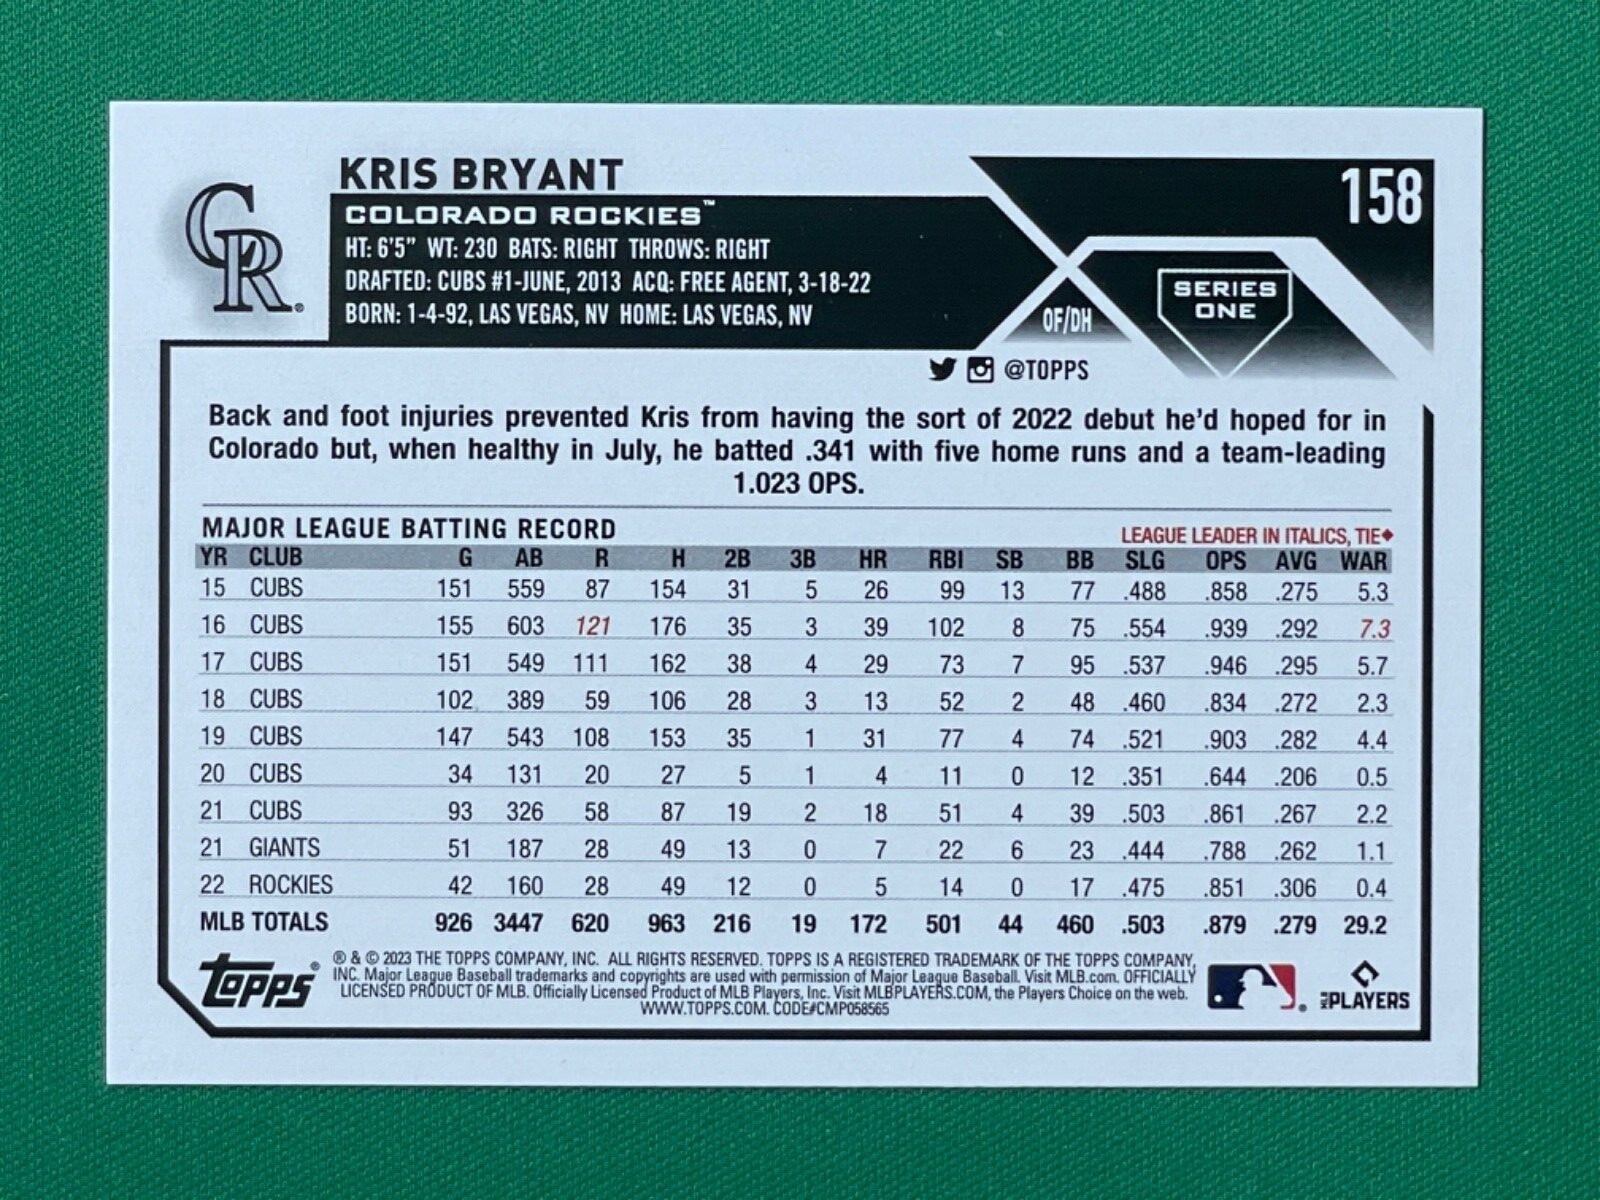 KRIS BRYANT
158
CR®
COLORADO ROCKIES™
HT: 6'5" WT: 230 BATS: RIGHT THROWS: RIGHT
DRAFTED: CUBS #1-JUNE, 2013 ACQ: FREE AGENT, 3-18-22
BORN: 1-4-92, LAS VEGAS, NV HOME: LAS VEGAS, NV
OF/DH
SERIES
ONE
@TOPPS
Back and foot injuries prevented Kris from having the sort of 2022 debut he'd hoped for in
Colorado but, when healthy in July, he batted .341 with five home runs and a team-leading
1.023 OPS.
MAJOR LEAGUE BATTING RECORD
LEAGUE LEADER IN ITALICS, TIE◆
YR CLUB G AB R H 2B 3B HR RBI SB BB SLG OPS AVG WAR
15 CUBS 151 559 87 154 31 5 26 99 13 77 .488 .858 .275 5.3
16 CUBS 155 603 121 176 35 3 39 102 8 75 .554 .939 .292 7.3
17 CUBS 151 549 111 162 38 4 29 73 7 95 .537 .946 .295 5.7
18 CUBS 102 389 59 106 28 3 13 52 2 48 .460 .834 .272 2.3
19 CUBS 147 543 108 153 35 1 31 77 4 74 .521 .903 .282 4.4
20 CUBS 34 131 20 27 5 1 4 11 0 12 .351 .644 .206 0.5
21 CUBS 93 326 58 87 19 2 18 51 4 39 .503 .861 .267 2.2
21 GIANTS 51 187 28 49 13 0 7 22 6 23 .444 .788 .262 1.1
22 ROCKIES 42 160 28 49 12 0 5 14 0 17 .475 .851 .306 0.4
MLB TOTALS 926 3447 620 963 216 19 172 501 44 460 .503 .879 .279 29.2
topps®
® & © 2023 THE TOPPS COMPANY, INC. ALL RIGHTS RESERVED. TOPPS IS A REGISTERED TRADEMARK OF THE TOPPS COMPANY,
INC. Major League Baseball trademarks and copyrights are used with permission of Major League Baseball. Visit MLB.com. OFFICIALLY
LICENSED PRODUCT OF MLB. Officially Licensed Product of MLB Players, Inc. Visit MLBPLAYERS.COM, the Players Choice on the web.
WWW.TOPPS.COM. CODE#CMP058565
MLB PLAYERS